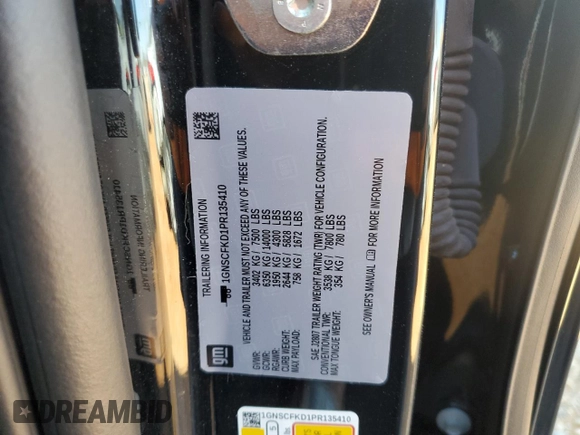 TRAILERING INFORMATION
1GNSCFKD1PR135410
VEHICLE AND TRAILER MUST NOT EXCEED ANY OF THESE VALUES.
GVWR: 3402 KG / 7500 LBS
GCWR: 6350 KG / 14000 LBS
RGAWR: 1950 KG / 4300 LBS
CURB WEIGHT: 2644 KG / 5828 LBS
MAX PAYLOAD: 758 KG / 1672 LBS
SAE J2807 TRAILER WEIGHT RATING (TWR) FOR VEHICLE CONFIGURATION.
CONVENTIONAL TWR: 3538 KG / 7800 LBS
MAX TONGUE WEIGHT: 354 KG / 780 LBS
SEE OWNER'S MANUAL FOR MORE INFORMATION
gm
1GNSCFKD1PR135410
DREAMBID